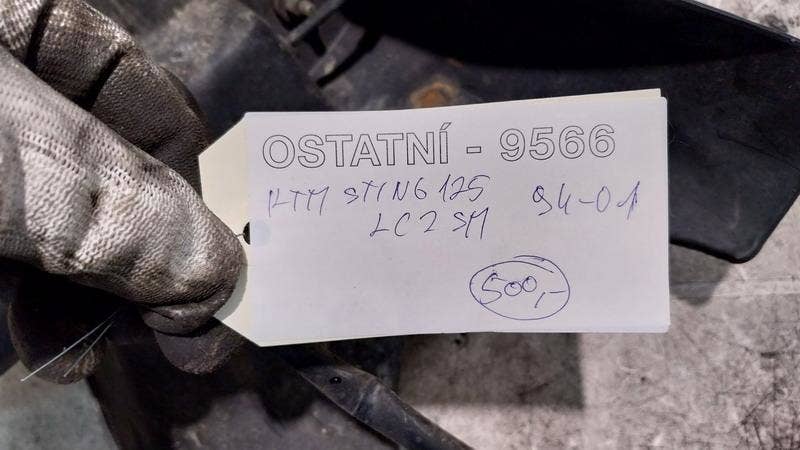 OSTATNÍ - 9566
KTM STING 125 94-01
LC2 SM
500,-